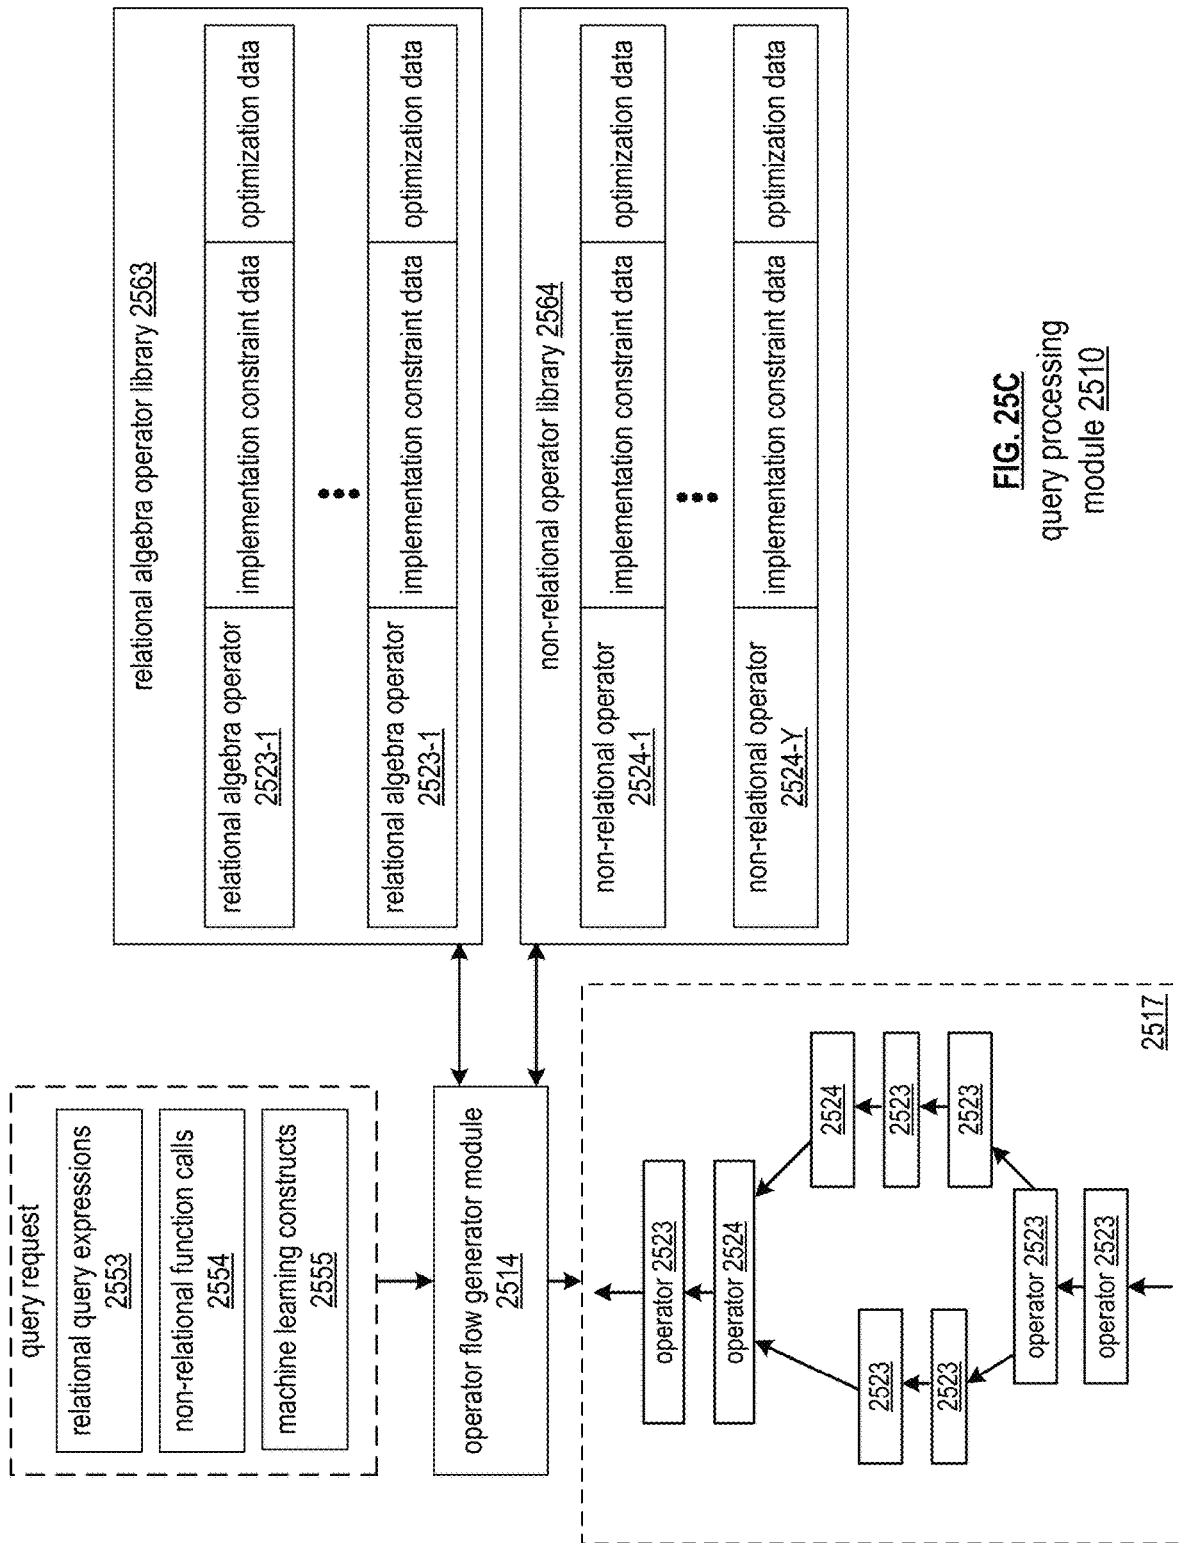 query request
relational query expressions
2553
non-relational function calls
2554
machine learning constructs
2555
operator flow generator module
2514
relational algebra operator library 2563
relational algebra operator
2523-1
implementation constraint data
optimization data
relational algebra operator
2523-1
implementation constraint data
optimization data
non-relational operator library 2564
non-relational operator
2524-1
implementation constraint data
optimization data
non-relational operator
2524-Y
implementation constraint data
optimization data
operator 2523
operator 2524
2523
2523
2524
2523
2523
operator 2523
operator 2523
2517
FIG. 25C
query processing
module 2510